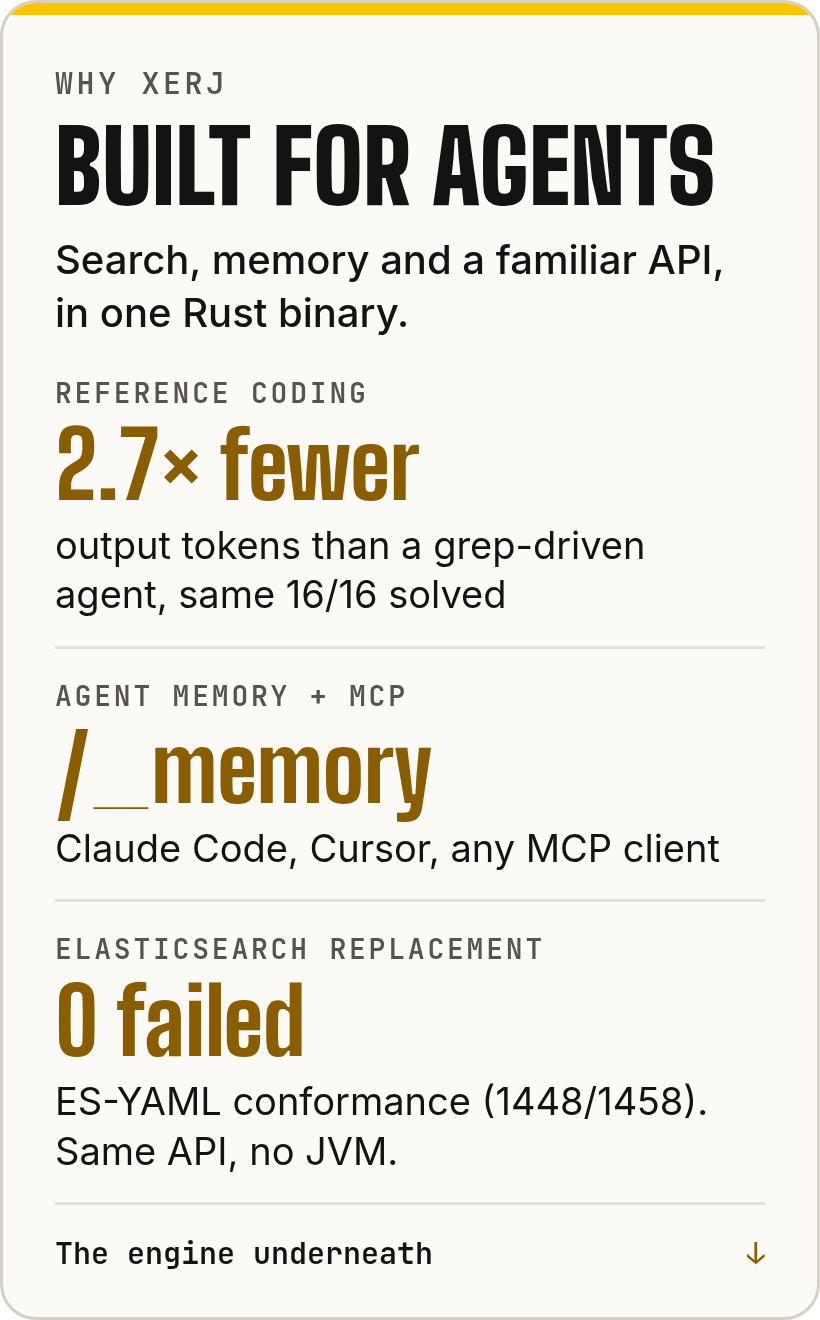 WHY XERJ
BUILT FOR AGENTS
Search, memory and a familiar API,
in one Rust binary.
REFERENCE CODING
2.7× fewer
output tokens than a grep-driven
agent, same 16/16 solved
AGENT MEMORY + MCP
/_memory
Claude Code, Cursor, any MCP client
ELASTICSEARCH REPLACEMENT
0 failed
ES-YAML conformance (1448/1458).
Same API, no JVM.
The engine underneath ↓